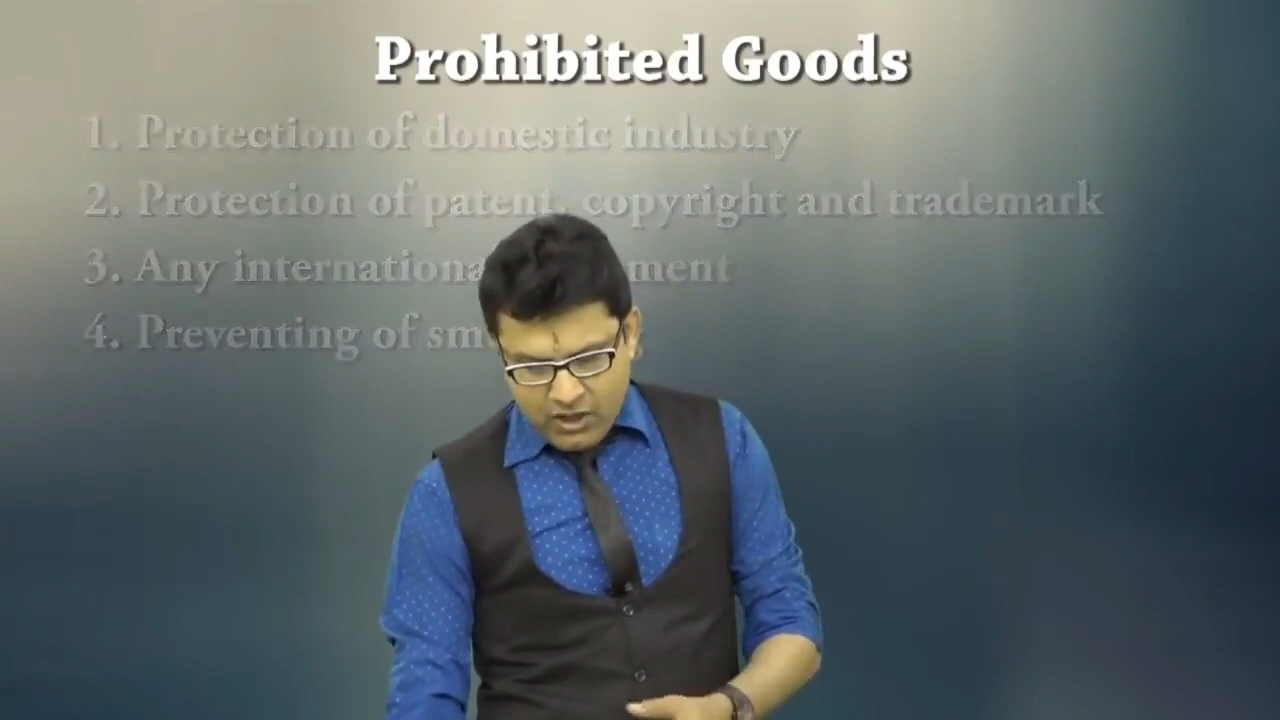 Prohibited Goods
1. Protection of domestic industry
2. Protection of patent, copyright and trademark
3. Any international
4. Preventing of